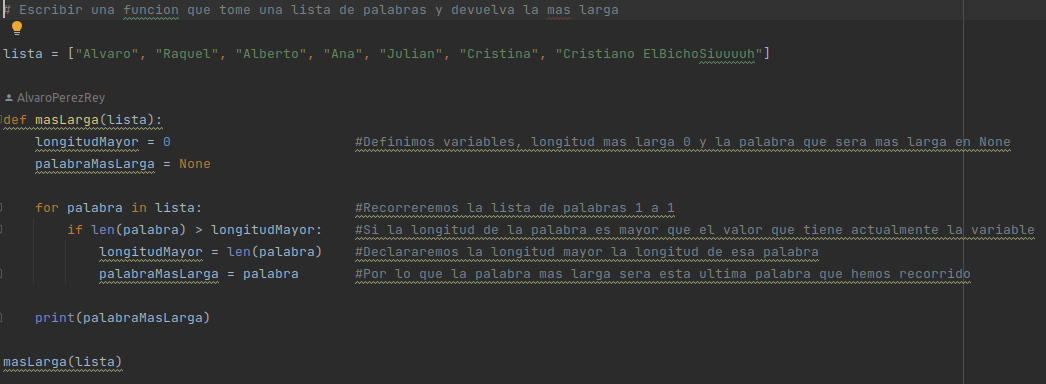 # Escribir una funcion que tome una lista de palabras y devuelva la mas larga
lista = ["Alvaro", "Raquel", "Alberto", "Ana", "Julian", "Cristina", "Cristiano ElBichoSiuuuuh"]
AlvaroPerezRey
def masLarga(lista):
longitudMayor = 0 #Definimos variables, longitud mas larga 0 y la palabra que sera mas larga en None
palabraMasLarga = None
for palabra in lista: #Recorreremos la lista de palabras 1 a 1
if len(palabra) > longitudMayor: #Si la longitud de la palabra es mayor que el valor que tiene actualmente la variable
longitudMayor = len(palabra) #Declararemos la longitud mayor la longitud de esa palabra
palabraMasLarga = palabra #Por lo que la palabra mas larga sera esta ultima palabra que hemos recorrido
print(palabraMasLarga)
masLarga(lista)